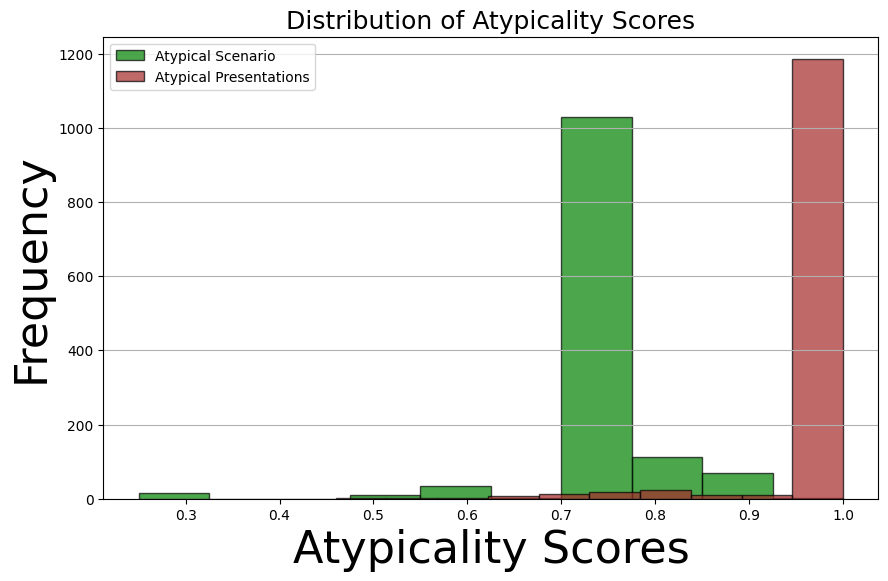 Distribution of Atypicality Scores
Atypical Scenario
Atypical Presentations
1200
1000
800
600
400
200
0
Frequency
0.3 0.4 0.5 0.6 0.7 0.8 0.9 1.0
Atypicality Scores